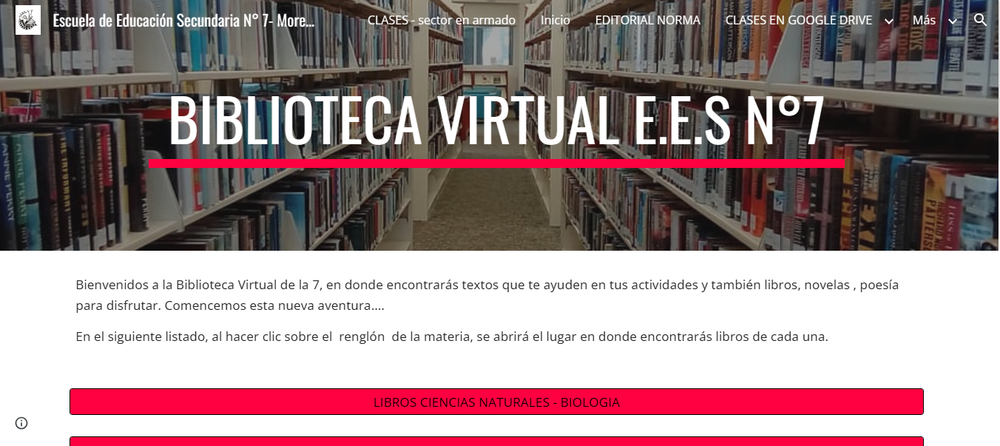 Escuela de Educación Secundaria N° 7- More...
CLASES - sector en armado
Inicio
EDITORIAL NORMA
CLASES EN GOOGLE DRIVE
Más
BIBLIOTECA VIRTUAL E.E.S N°7
Bienvenidos a la Biblioteca Virtual de la 7, en donde encontrarás textos que te ayuden en tus actividades y también libros, novelas , poesía
para disfrutar. Comencemos esta nueva aventura....
En el siguiente listado, al hacer clic sobre el  renglón  de la materia, se abrirá el lugar en donde encontrarás libros de cada una.
LIBROS CIENCIAS NATURALES - BIOLOGIA